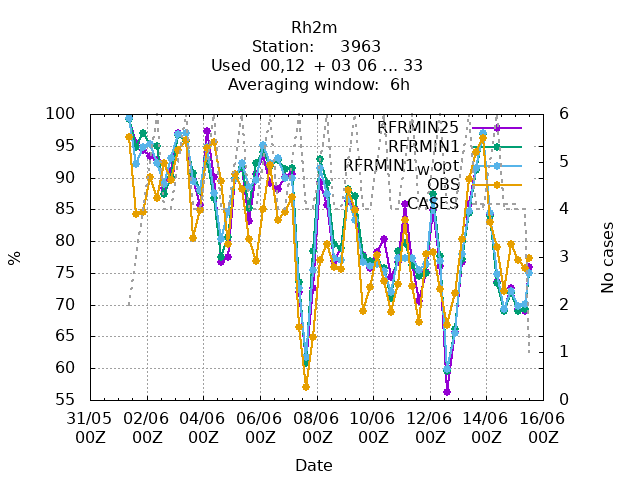 Rh2m
Station: 3963
Used 00,12 + 03 06 ... 33
Averaging window: 6h
100
95
90
85
80
75
70
65
60
55
%
6
5
4
3
2
1
0
No cases
RFRMIN25
RFRMIN1
RFRMIN1_W opt
OBS
CASES
31/05 02/06 04/06 06/06 08/06 10/06 12/06 14/06 16/06
00Z 00Z 00Z 00Z 00Z 00Z 00Z 00Z 00Z
Date